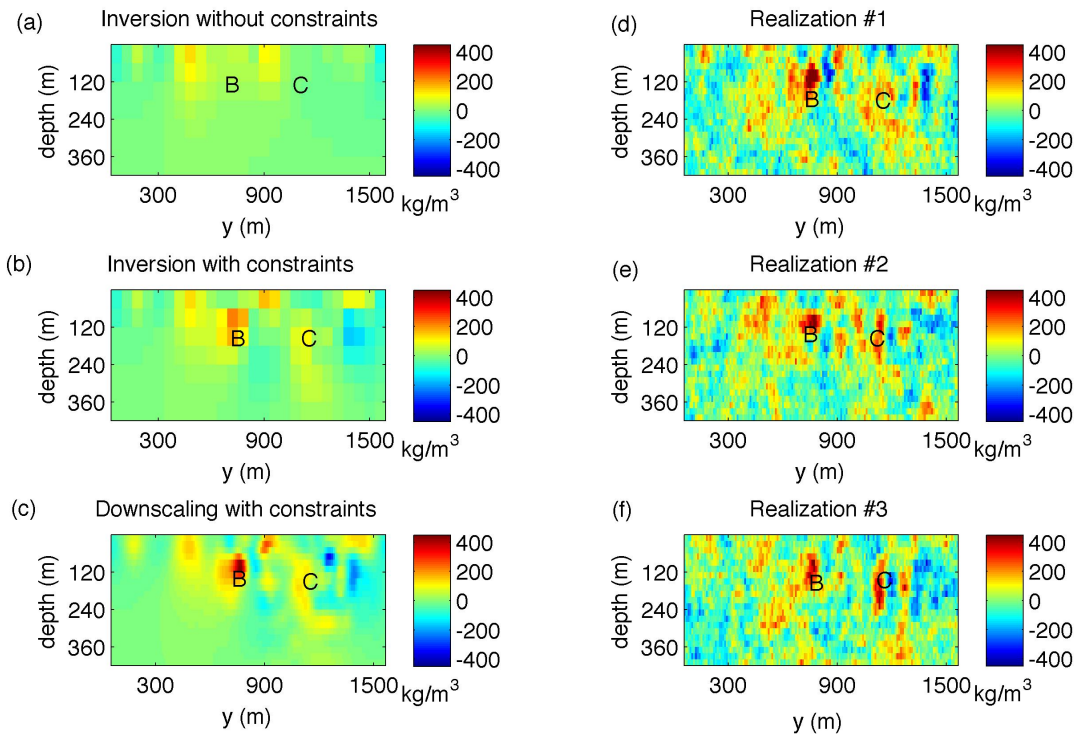 (a) Inversion without constraints
B C
depth (m)
120
240
360
300 900 1500
y (m)
400
200
0
-200
-400
kg/m³
(d) Realization #1
B C
depth (m)
120
240
360
300 900 1500
y (m)
400
200
0
-200
-400
kg/m³
(b) Inversion with constraints
B C
depth (m)
120
240
360
300 900 1500
y (m)
400
200
0
-200
-400
kg/m³
(e) Realization #2
B C
depth (m)
120
240
360
300 900 1500
y (m)
400
200
0
-200
-400
kg/m³
(c) Downscaling with constraints
B C
depth (m)
120
240
360
300 900 1500
y (m)
400
200
0
-200
-400
kg/m³
(f) Realization #3
B C
depth (m)
120
240
360
300 900 1500
y (m)
400
200
0
-200
-400
kg/m³